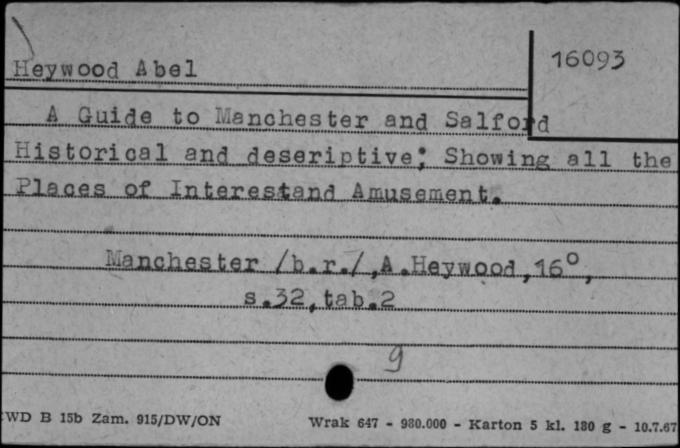 16093
Heywood Abel
A Guide to Manchester and Salford
Historical and deseriptive; Showing all the
Places of Interestand Amusement.
Manchester /b.r./,A.Heywood,16°,
s.32,tab.2
9
WD B 15b Zam. 915/DW/ON
Wrak 647 - 980.000 - Karton 5 kl. 180 g - 10.7.67